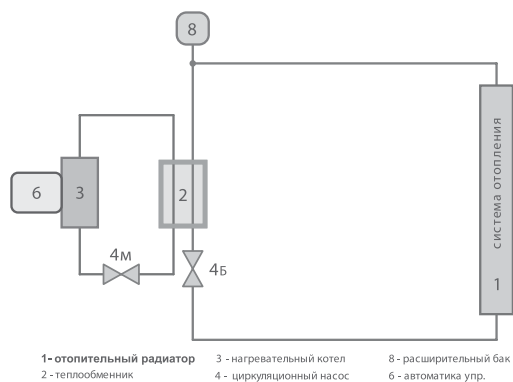 8
система отопления
6
3
2
4м
4Б
1
1- отопительный радиатор
3 - нагревательный котел
8 - расширительный бак
2 - теплообменник
4 - циркуляционный насос
6 - автоматика упр.